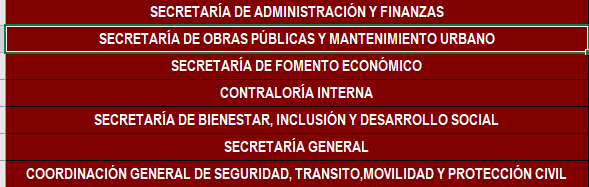 SECRETARÍA DE ADMINISTRACIÓN Y FINANZAS
SECRETARÍA DE OBRAS PÚBLICAS Y MANTENIMIENTO URBANO
SECRETARÍA DE FOMENTO ECONÓMICO
CONTRALORÍA INTERNA
SECRETARÍA DE BIENESTAR, INCLUSIÓN Y DESARROLLO SOCIAL
SECRETARÍA GENERAL
COORDINACIÓN GENERAL DE SEGURIDAD, TRANSITO,MOVILIDAD Y PROTECCIÓN CIVIL